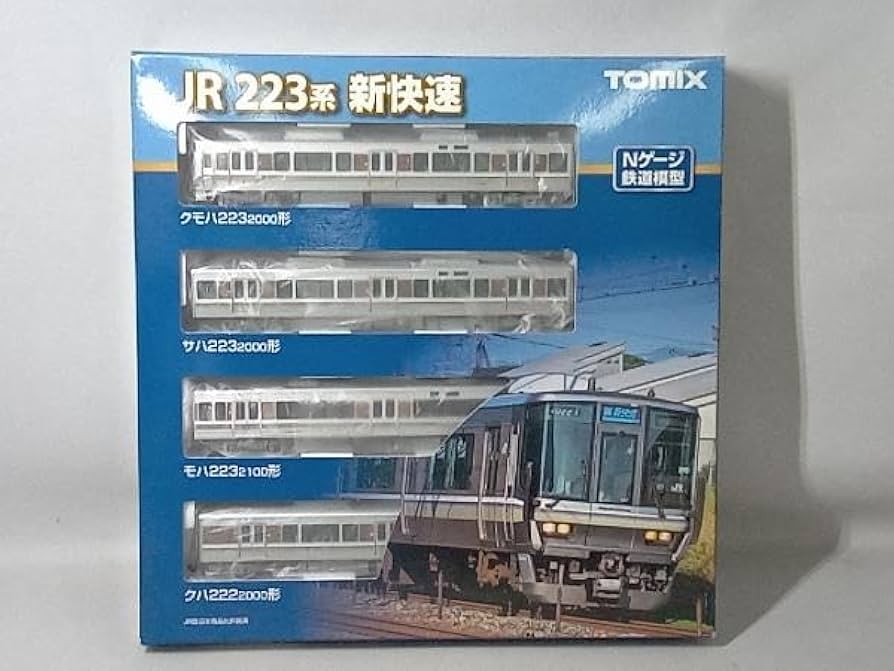 JR 223系 新快速
TOMIX
Nゲージ
鉄道模型
クモハ2232000形
サハ2232000形
モハ2232100形
クハ2222000形